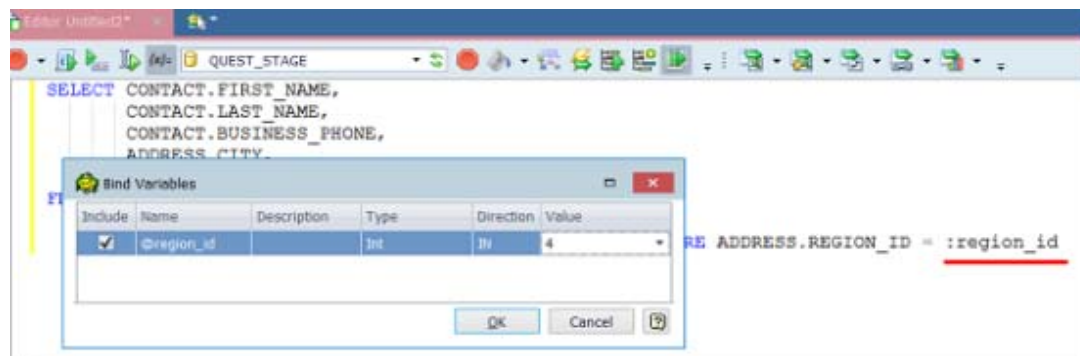 Editor Untitled2*
QUEST_STAGE
SELECT CONTACT.FIRST_NAME,
CONTACT.LAST_NAME,
CONTACT.BUSINESS_PHONE,
ADDRESS.CITY,
Bind Variables
Include Name Description Type Direction Value
@region_id Int IN 4
RE ADDRESS.REGION_ID = :region_id
OK Cancel